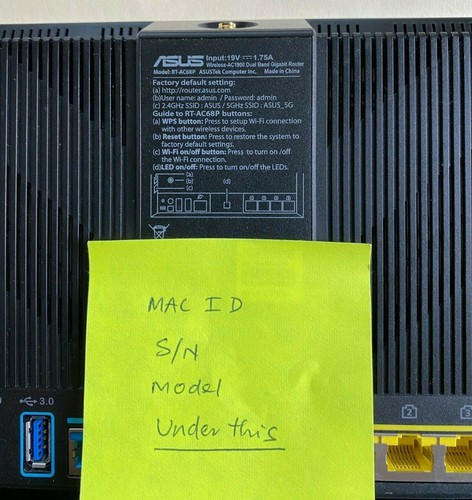 ASUS Input:19V ⎓ 1.75A
Wireless-AC1900 Dual Band Gigabit Router
Model: RT-AC68P ASUSTek Computer Inc. Made in China
Factory default setting:
(a) http://router.asus.com
(b)User name: admin / Password: admin
(c) 2.4GHz SSID : ASUS / 5GHz SSID : ASUS_5G
Guide to RT-AC68P buttons:
(a) WPS button: Press to setup Wi-Fi connection
with other wireless devices.
(b) Reset button: Press to restore the system to
factory default settings.
(c) Wi-Fi on/off button: Press to turn on /off
the Wi-Fi connection.
(d)LED on/off: Press to turn on/off the LEDs.
(a)
(b)
(c)
(d)
MAC ID
S/N
Model
Under this
3.0
2
3